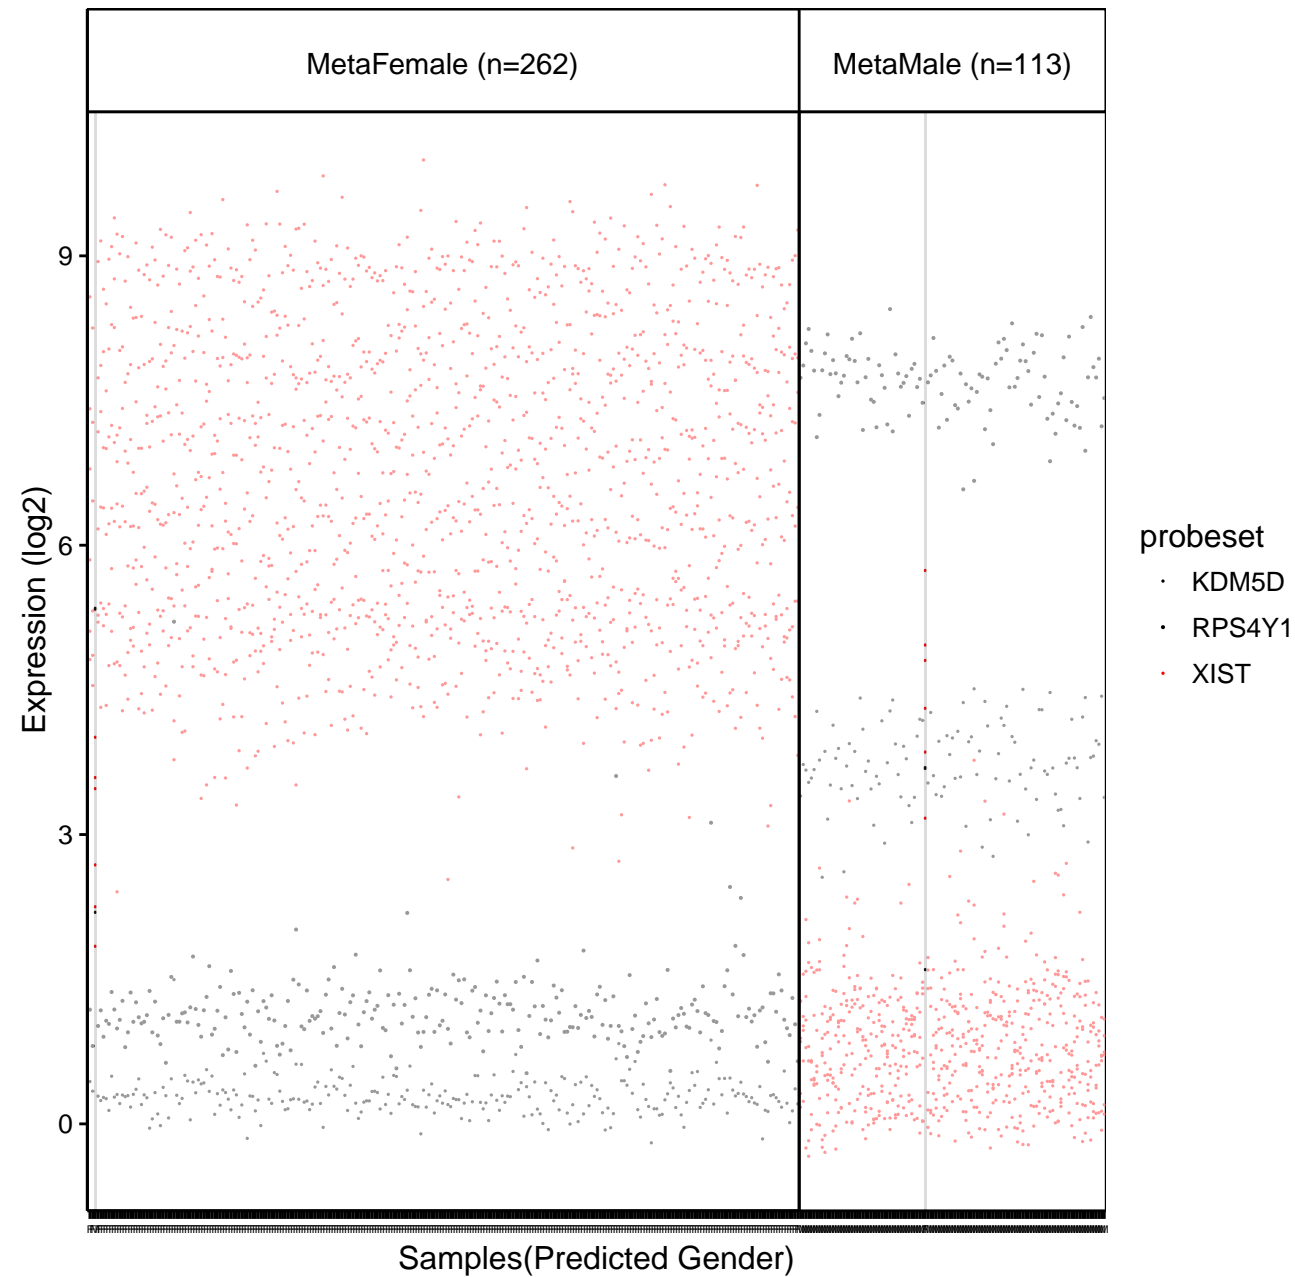 MetaFemale (n=262)
MetaMale (n=113)
9
6
3
0
Expression (log2)
Samples(Predicted Gender)
probeset
KDM5D
RPS4Y1
XIST